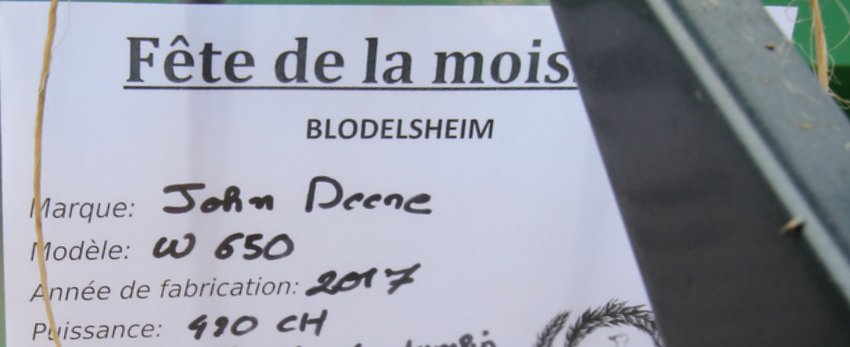 Fête de la mois
BLODELSHEIM
Marque: John Deere
Modèle: W 650
Année de fabrication: 2017
Puissance: 490 CH